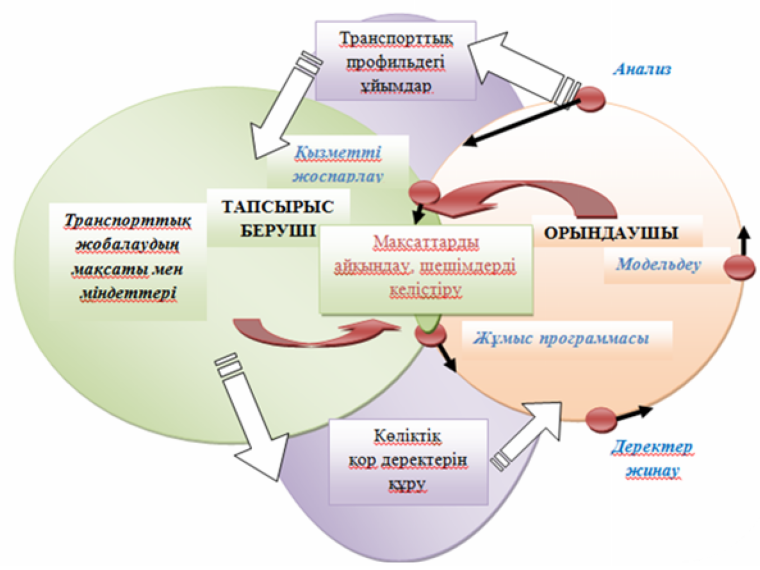 Транспорттық
профильдегі
ұйымдар
Анализ
Қызметті
жоспарлау
ТАПСЫРЫС
БЕРУШІ
Транспорттық
жобалаудың
мақсаты мен
міндеттері
Мақсаттарды
айқындау, шешімдерді
келістіру
ОРЫНДАУШЫ
Модельдеу
Жұмыс программасы
Көліктік
қор деректерін
құру
Деректер
жинау